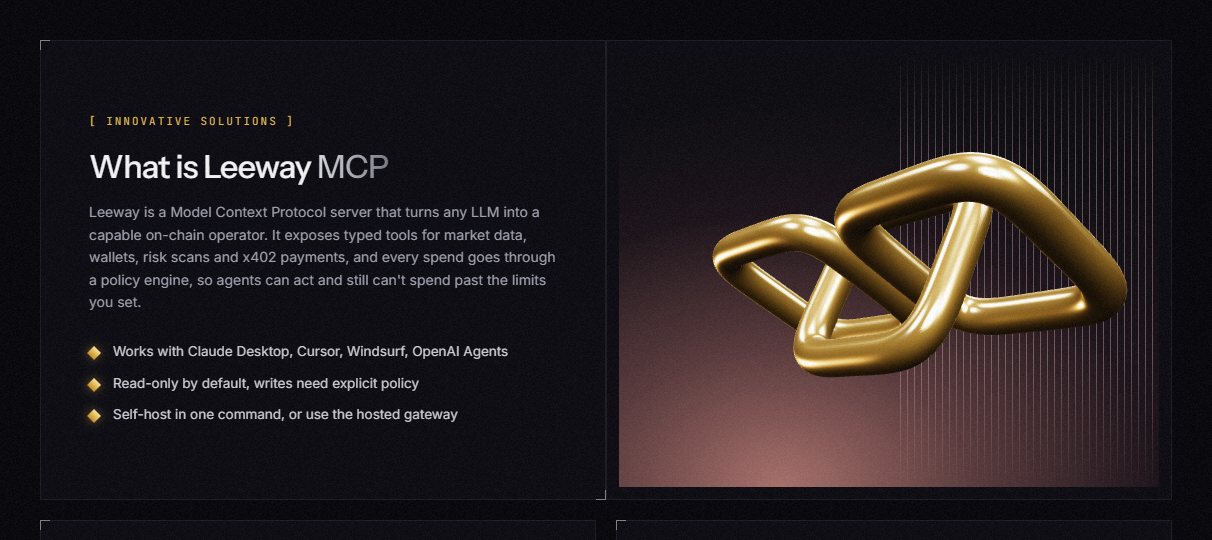 [ INNOVATIVE SOLUTIONS ]
What is Leeway MCP
Leeway is a Model Context Protocol server that turns any LLM into a
capable on-chain operator. It exposes typed tools for market data,
wallets, risk scans and x402 payments, and every spend goes through
a policy engine, so agents can act and still can't spend past the limits
you set.
Works with Claude Desktop, Cursor, Windsurf, OpenAI Agents
Read-only by default, writes need explicit policy
Self-host in one command, or use the hosted gateway